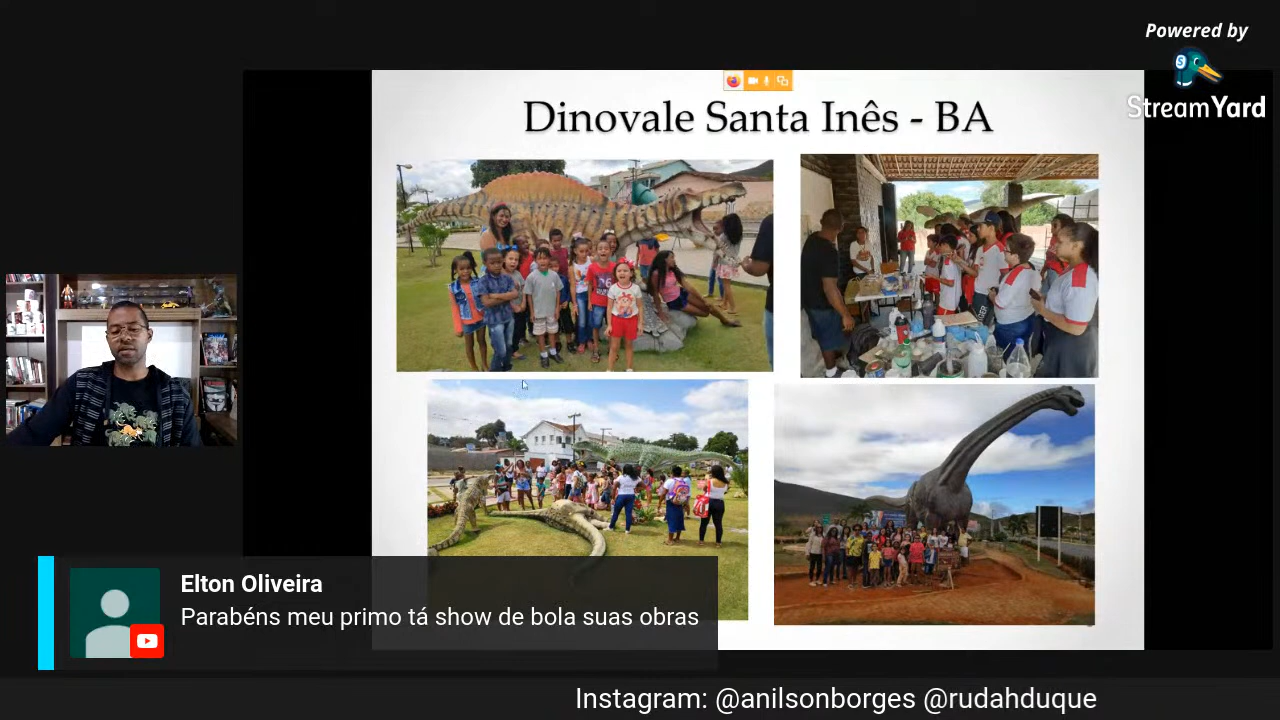 Powered by
StreamYard
Dinovale Santa Inês - BA
Elton Oliveira
Parabéns meu primo tá show de bola suas obras
Instagram: @anilsonborges @rudahduque